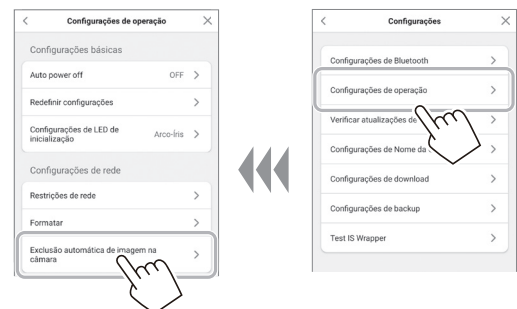 Configurações de operação
Configurações básicas
Auto power off OFF
Redefinir configurações
Configurações de LED de
inicialização
Arco-Íris
Configurações de rede
Restrições de rede
Formatar
Exclusão automática de imagem na
câmara
Configurações
Configurações de Bluetooth
Configurações de operação
Verificar atualizações de
Configurações de Nome da
Configurações de download
Configurações de backup
Test IS Wrapper